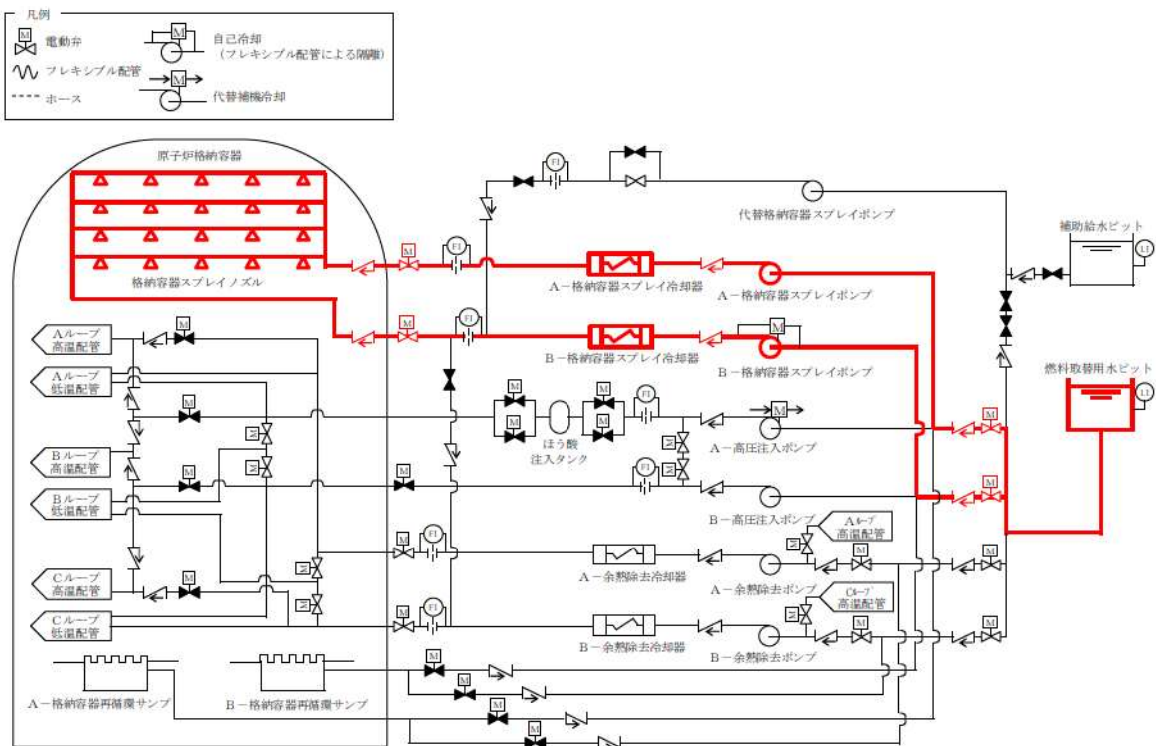 凡例
M
電動弁
フレキシブル配管
ホース
M
自己冷却
(フレキシブル配管による隔離)
M
代替補機冷却
原子炉格納容器
格納容器スプレイノズル
FI
代替格納容器スプレイポンプ
補助給水ピット
LI
M
FI
A-格納容器スプレイ冷却器
A-格納容器スプレイポンプ
M
FI
B-格納容器スプレイ冷却器
M
B-格納容器スプレイポンプ
燃料取替用水ピット
LI
Aループ
高温配管
M
Aループ
低温配管
M
M
M
ほう酸
注入タンク
M
M
FI
M
A-高圧注入ポンプ
M
M
M
M
Bループ
高温配管
M
M
FI
B-高圧注入ポンプ
M
Bループ
低温配管
Aループ
高温配管
M
M
FI
A-余熱除去冷却器
A-余熱除去ポンプ
M
M
Cループ
高温配管
M
M
M
Cループ
高温配管
Cループ
低温配管
M
FI
B-余熱除去冷却器
B-余熱除去ポンプ
M
M
M
A-格納容器再循環サンプ
B-格納容器再循環サンプ
M
M
M
M